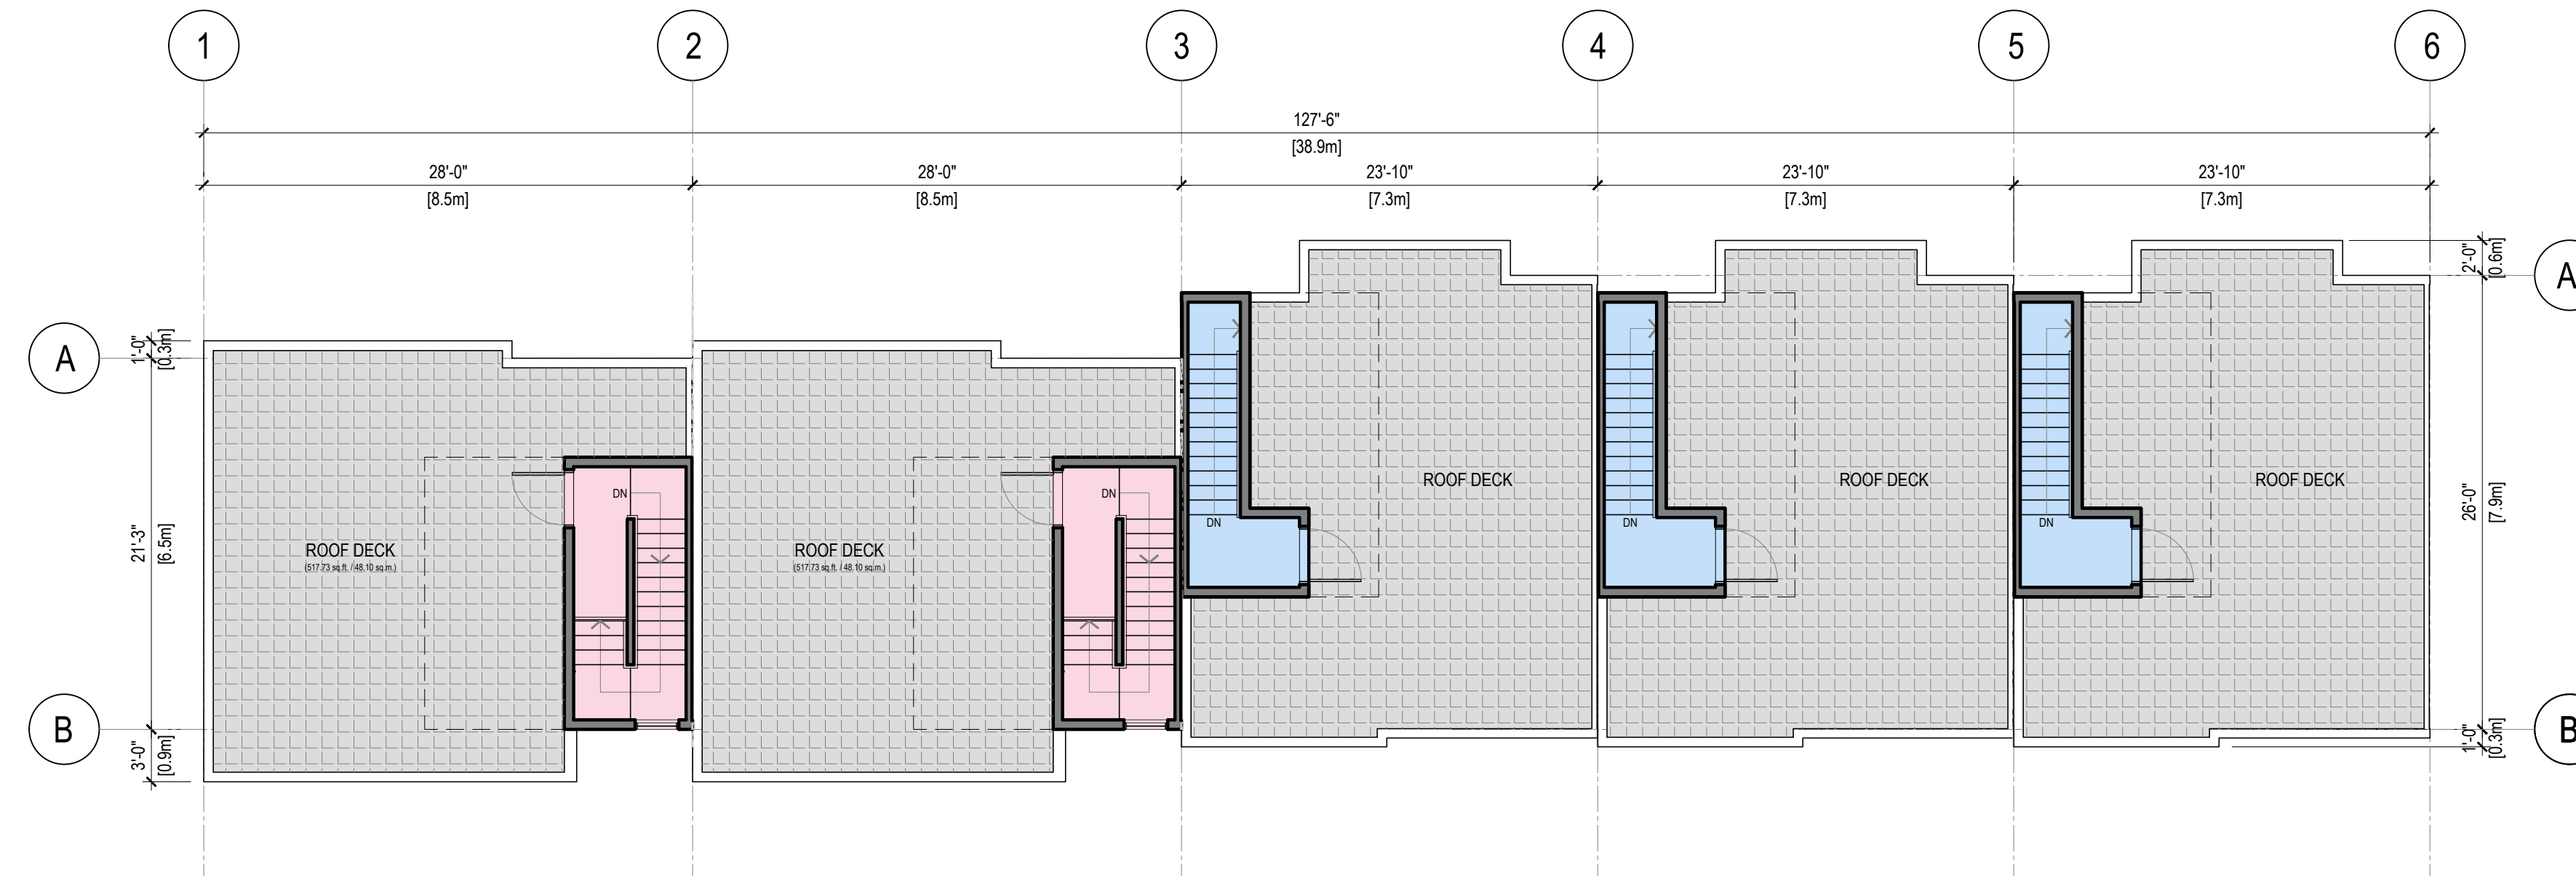 1
2
3
4
5
6
127'-6"
[38.9m]
28'-0"
28'-0"
23'-10"
23'-10"
23'-10"
[8.5m]
[8.5m]
[7.3m]
[7.3m]
[7.3m]
2'-0"
[0.6m]
A
1'-0"
[0.3m]
A
ROOF DECK
ROOF DECK
ROOF DECK
DN
DN
26'-0"
[7.9m]
DN
DN
DN
21'-3"
[6.5m]
ROOF DECK
(517.73 sq.ft. / 48.10 sq.m.)
ROOF DECK
(517.73 sq.ft. / 48.10 sq.m.)
B
3'-0"
[0.9m]
1'-0"
[0.3m]
B